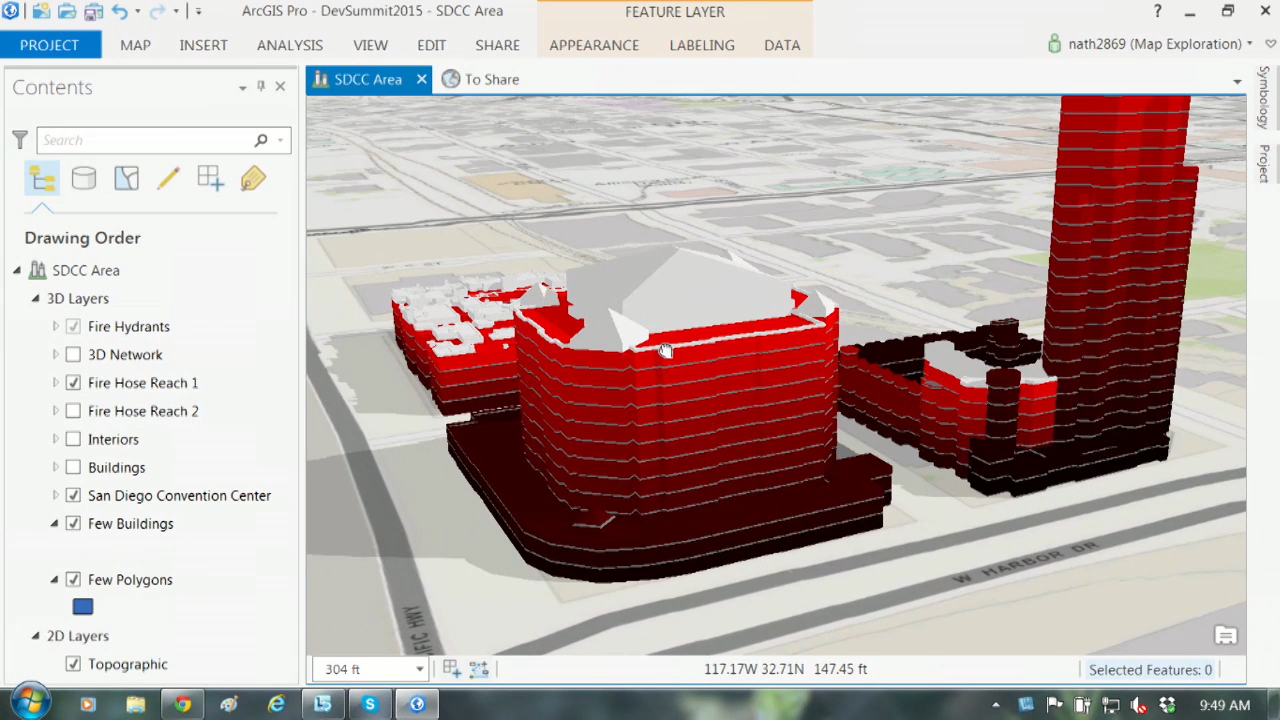 ArcGIS Pro - DevSummit2015 - SDCC Area
FEATURE LAYER
?
PROJECT
MAP
INSERT
ANALYSIS
VIEW
EDIT
SHARE
APPEARANCE
LABELING
DATA
nath2869 (Map Exploration)
Contents
SDCC Area
To Share
Symbology
Project
Search
Drawing Order
SDCC Area
3D Layers
Fire Hydrants
3D Network
Fire Hose Reach 1
Fire Hose Reach 2
Interiors
Buildings
San Diego Convention Center
Few Buildings
Few Polygons
2D Layers
Topographic
W HARBOR DR
IFIC HWY
304 ft
117.17W 32.71N 147.45 ft
Selected Features: 0
9:49 AM